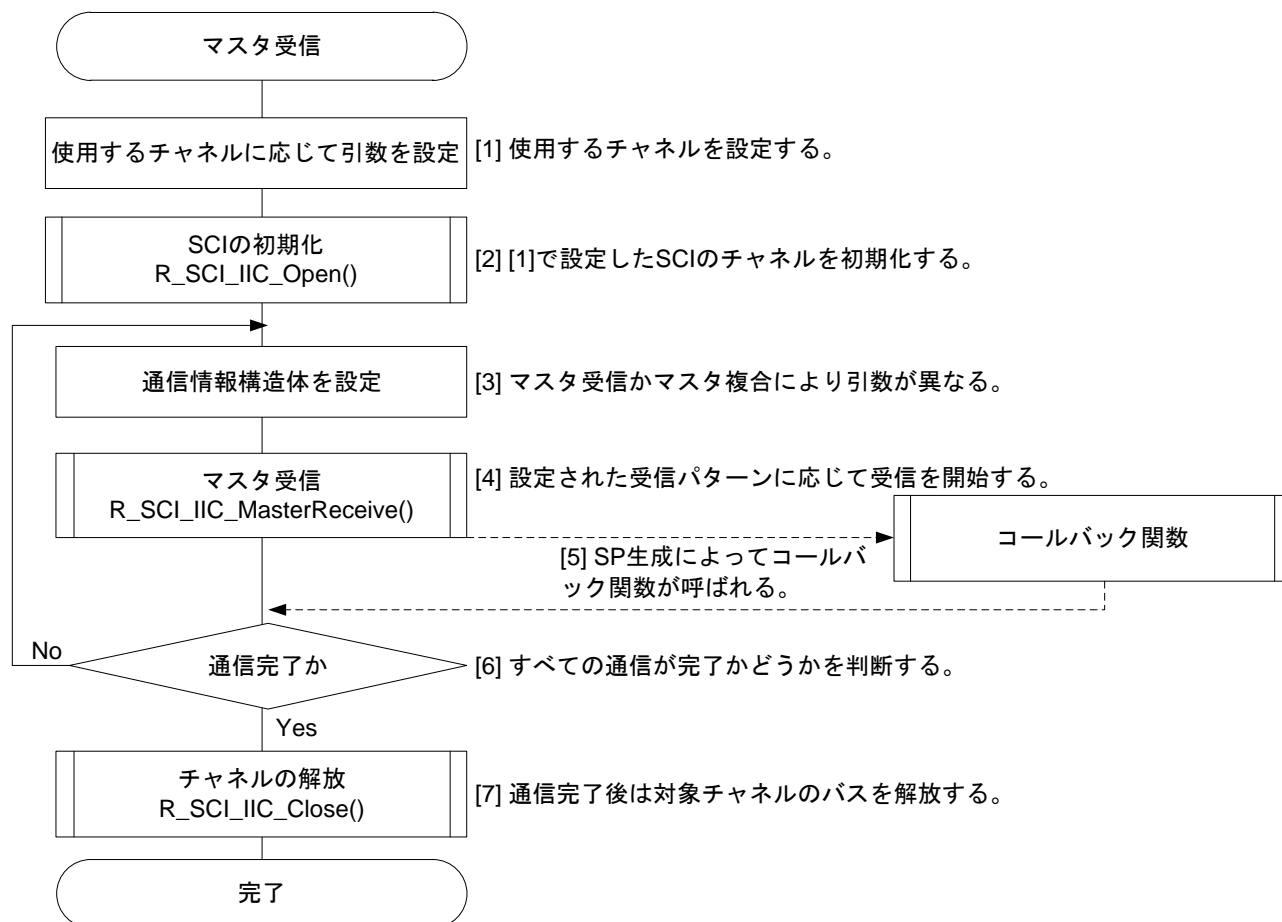 マスタ受信
使用するチャネルに応じて引数を設定
[1] 使用するチャネルを設定する。
SCIの初期化
R_SCI_IIC_Open()
[2] [1]で設定したSCIのチャネルを初期化する。
通信情報構造体を設定
[3] マスタ受信かマスタ複合により引数が異なる。
マスタ受信
R_SCI_IIC_MasterReceive()
[4] 設定された受信パターンに応じて受信を開始する。
コールバック関数
[5] SP生成によってコールバ
ック関数が呼ばれる。
No
通信完了か
[6] すべての通信が完了かどうかを判断する。
Yes
チャネルの解放
R_SCI_IIC_Close()
[7] 通信完了後は対象チャネルのバスを解放する。
完了